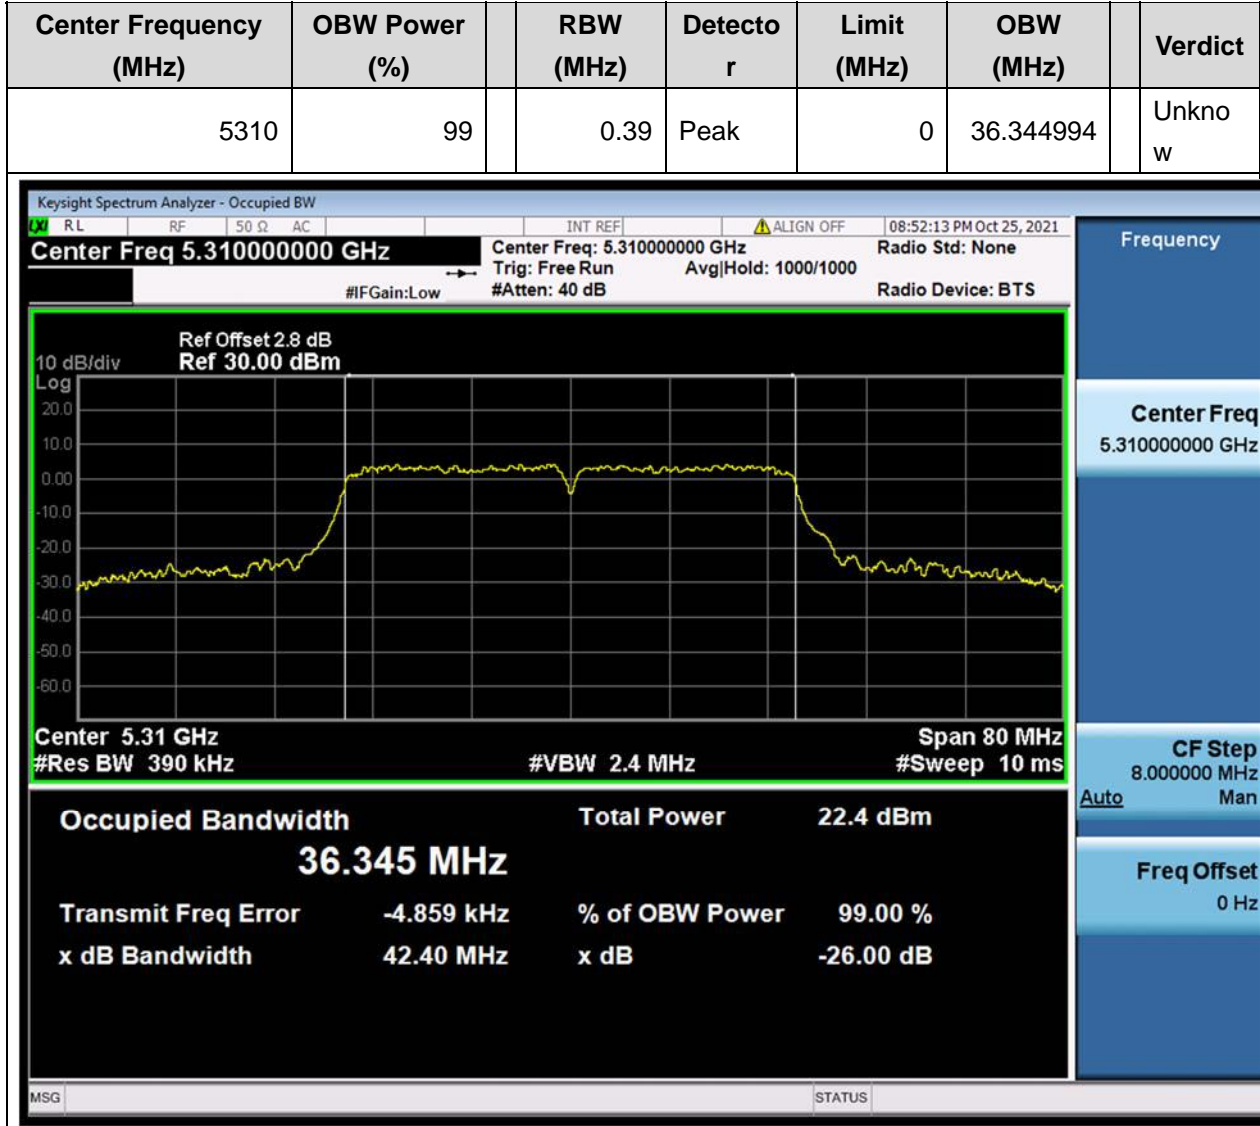 Center Frequency (MHz) OBW Power (%) RBW (MHz) Detecto r Limit (MHz) OBW (MHz) Verdict
5310 99 0.39 Peak 0 36.344994 Unkno w
Keysight Spectrum Analyzer - Occupied BW
LXI RL RF 50 Ω AC INT REF ALIGN OFF 08:52:13 PM Oct 25, 2021
Center Freq 5.310000000 GHz
#IFGain:Low
Center Freq: 5.310000000 GHz
Trig: Free Run Avg|Hold: 1000/1000
#Atten: 40 dB
Radio Std: None
Radio Device: BTS
Frequency
Ref Offset 2.8 dB
10 dB/div Ref 30.00 dBm
Log
20.0
10.0
0.00
-10.0
-20.0
-30.0
-40.0
-50.0
-60.0
Center 5.31 GHz Span 80 MHz
#Res BW 390 kHz #VBW 2.4 MHz #Sweep 10 ms
Center Freq
5.310000000 GHz
CF Step
8.000000 MHz
Auto Man
Freq Offset
0 Hz
Occupied Bandwidth Total Power 22.4 dBm
36.345 MHz
Transmit Freq Error -4.859 kHz % of OBW Power 99.00 %
x dB Bandwidth 42.40 MHz x dB -26.00 dB
MSG STATUS